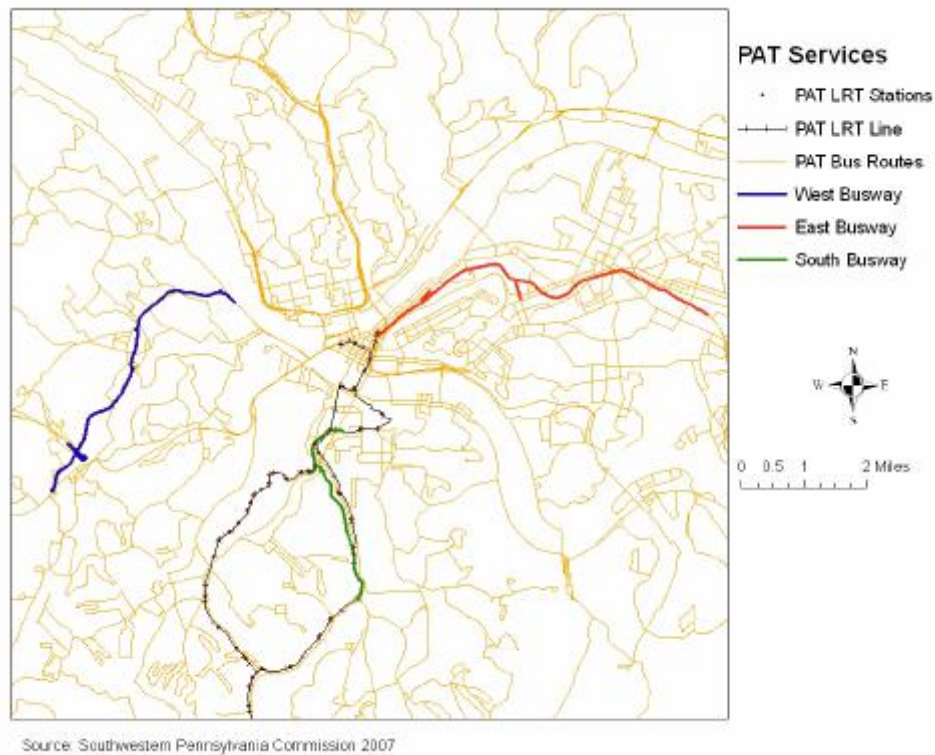 PAT Services
PAT LRT Stations
PAT LRT Line
PAT Bus Routes
West Busway
East Busway
South Busway
N
W E
S
0 0.5 1 2 Miles
Source: Southwestern Pennsylvania Commission 2007